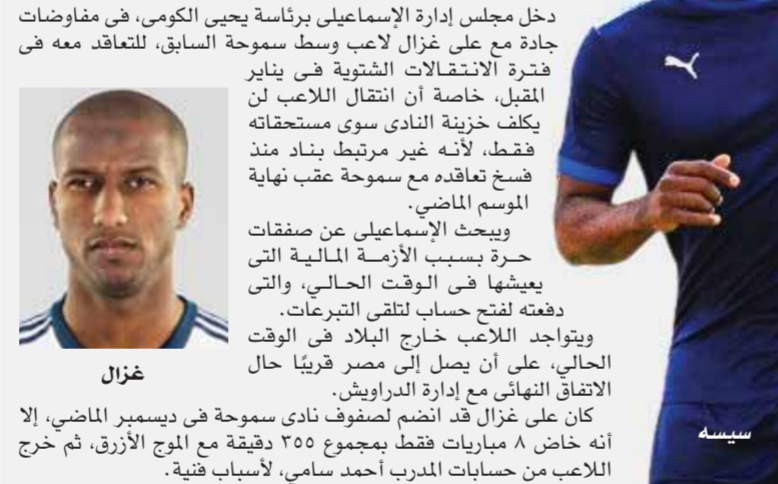 دخل مجلس إدارة الإسماعيلى برئاسة يحيى الكومى، فى مفاوضات
جادة مع على غزال لاعب وسط سموحة السابق، للتعاقد معه فى
فترة الانتقالات الشتوية فى يناير
المقبل، خاصة أن انتقال اللاعب لن
يكلف خزينة النادى سوى مستحقاته
فقط، لأنه غير مرتبط بناد منذ
فسخ تعاقده مع سموحة عقب نهاية
الموسم الماضي.
ويبحث الإسماعيلى عن صفقات
حرة بسبب الأزمة المالية التى
يعيشها فى الوقت الحالي، والتى
دفعته لفتح حساب لتلقى التبرعات.
ويتواجد اللاعب خارج البلاد فى الوقت
الحالي، على أن يصل إلى مصر قريبًا حال
الاتفاق النهائى مع إدارة الدراويش.
كان على غزال قد انضم لصفوف نادى سموحة فى ديسمبر الماضي، إلا
أنه خاض ٨ مباريات فقط بمجموع ٣٥٥ دقيقة مع الموج الأزرق، ثم خرج
اللاعب من حسابات المدرب أحمد سامي، لأسباب فنية.
غزال
سيسه